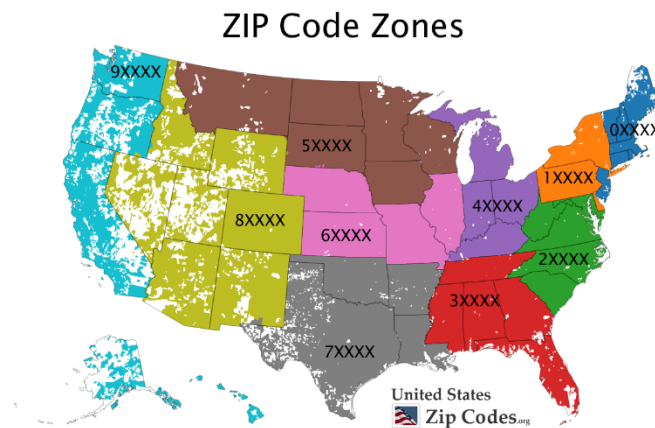 ZIP Code Zones
9XXXX
0XXXX
5XXXX
1XXXX
4XXXX
8XXXX
6XXXX
2XXXX
3XXXX
7XXXX
United States
Zip Codes.org